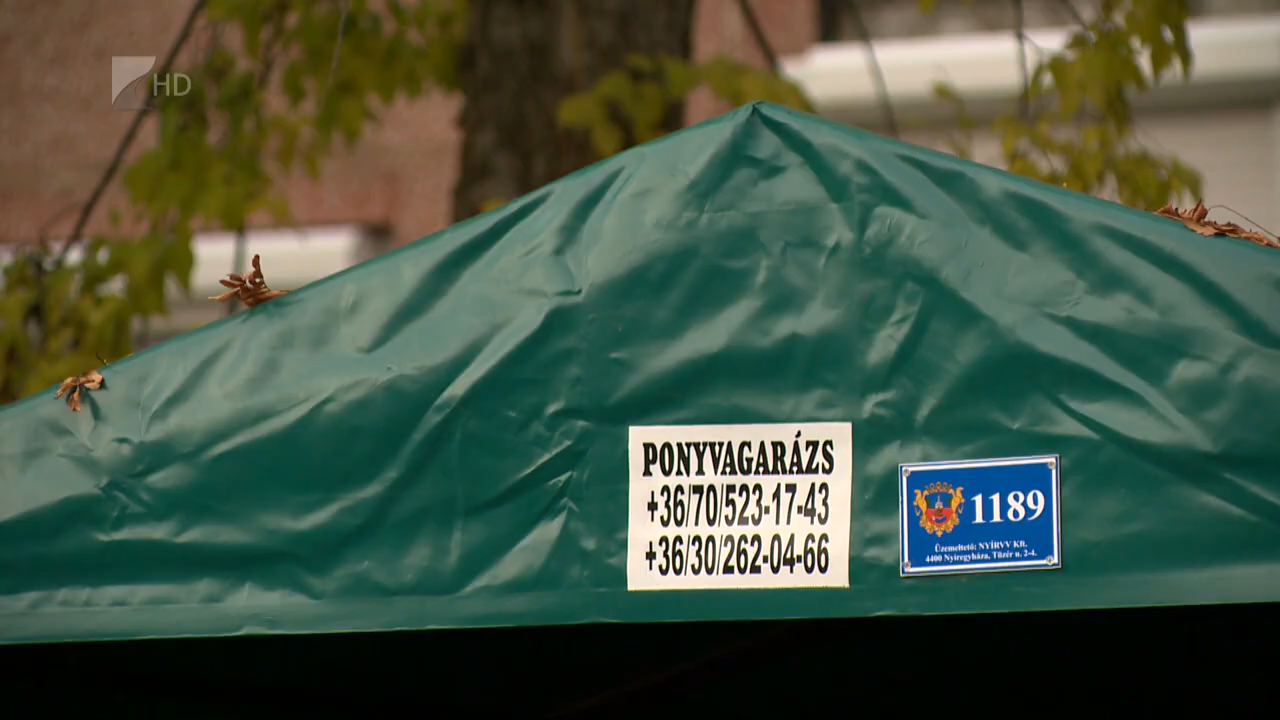 HD
PONYVAGARÁZS
+36/70/523-17-43
+36/30/262-04-66
1189
Üzemeltető: NYÍRVV Kft.
4400 Nyíregyháza, Tüzér u. 2-4.